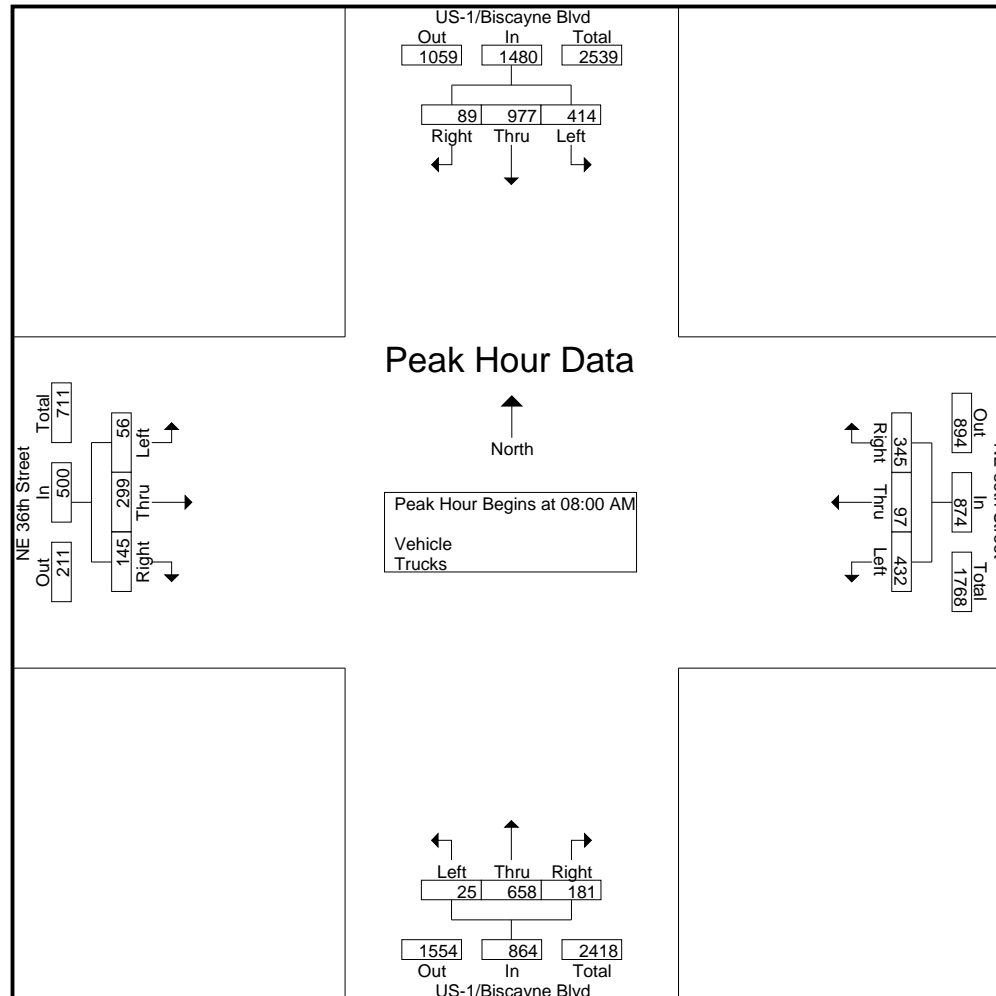 US-1/Biscayne Blvd
Out In Total
1059 1480 2539
89 977 414
Right Thru Left
Peak Hour Data
North
Peak Hour Begins at 08:00 AM
Vehicle
Trucks
NE 36th Street
Total In Out
711 500 211
56 299 145
Left Thru Right
Right Thru Left
345 97 432
Out In Total
894 874 1768
Left Thru Right
25 658 181
1554 864 2418
Out In Total
US-1/Biscayne Blvd